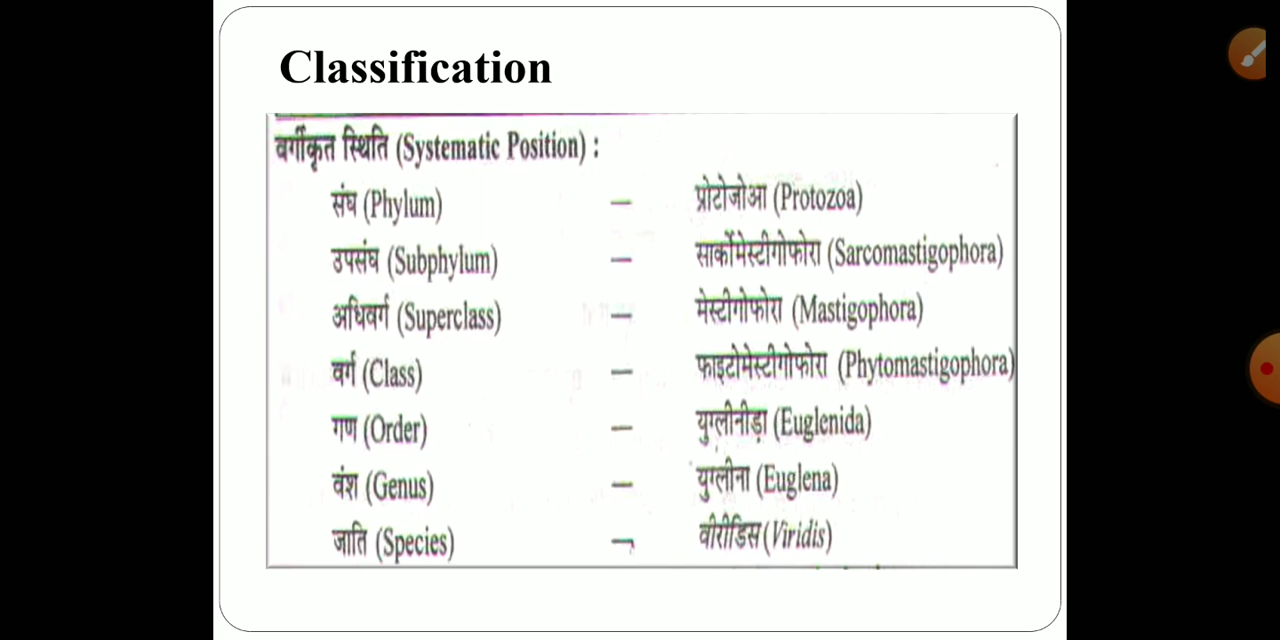 Classification
वर्गीकृत स्थिति (Systematic Position) :
संघ (Phylum) — प्रोटोजोआ (Protozoa)
उपसंघ (Subphylum) — सार्कोमेस्टीगोफोरा (Sarcomastigophora)
अधिवर्ग (Superclass) — मेस्टीगोफोरा (Mastigophora)
वर्ग (Class) — फाइटोमेस्टीगोफोरा (Phytomastigophora)
गण (Order) — युग्लीनीड़ा (Euglenida)
वंश (Genus) — युग्लीना (Euglena)
जाति (Species) — वीरीडिस (Viridis)